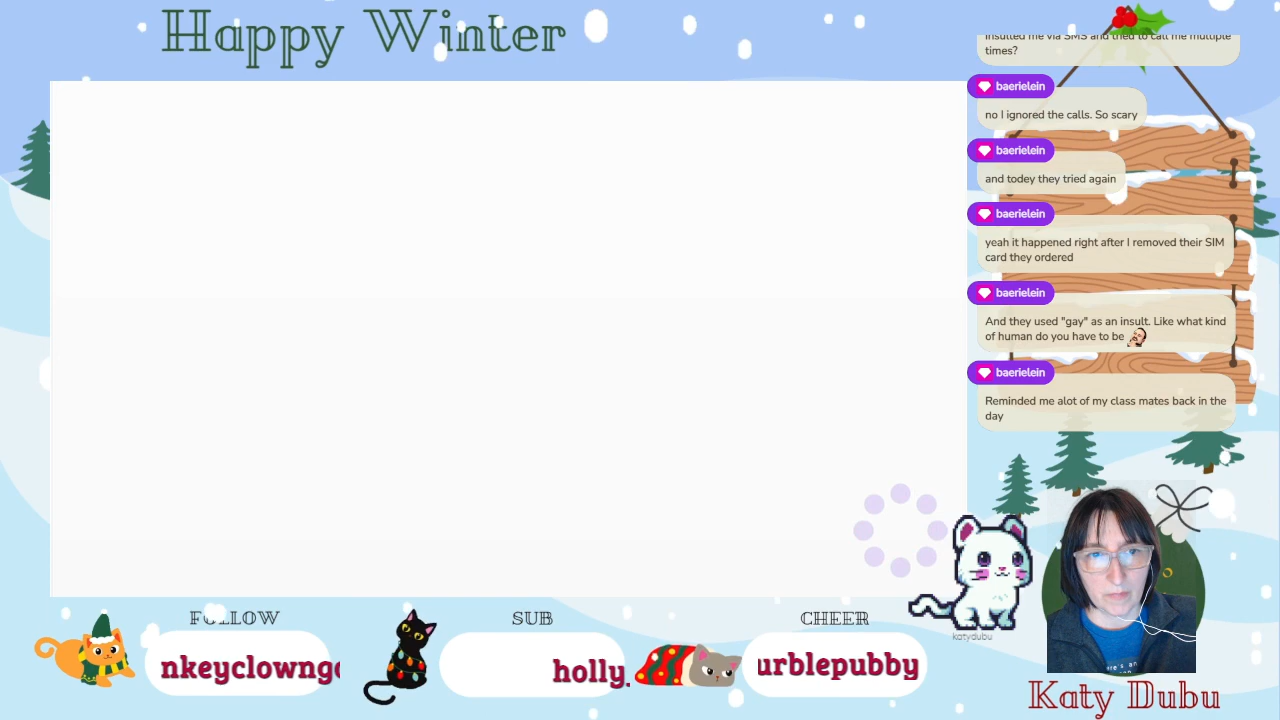 Happy Winter
insulted me via SMS and tried to call me multiple
times?
baerielein
no I ignored the calls. So scary
baerielein
and todey they tried again
baerielein
yeah it happened right after I removed their SIM
card they ordered
baerielein
And they used "gay" as an insult. Like what kind
of human do you have to be
baerielein
Reminded me alot of my class mates back in the
day
katydubu
FOLLOW
SUB
CHEER
nkeyclowng
holly
urblepubby
Katy Dubu